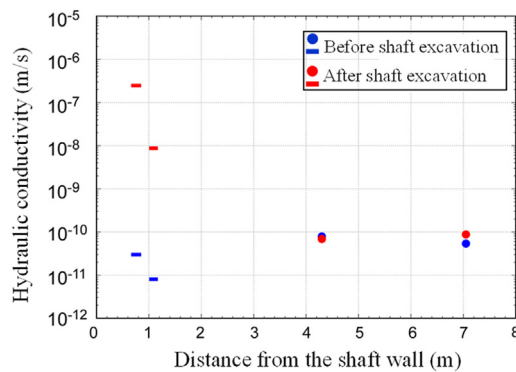 10-5
10-6
10-7
10-8
10-9
10-10
10-11
10-12
Hydraulic conductivity (m/s)
Before shaft excavation
After shaft excavation
0 1 2 3 4 5 6 7 8
Distance from the shaft wall (m)